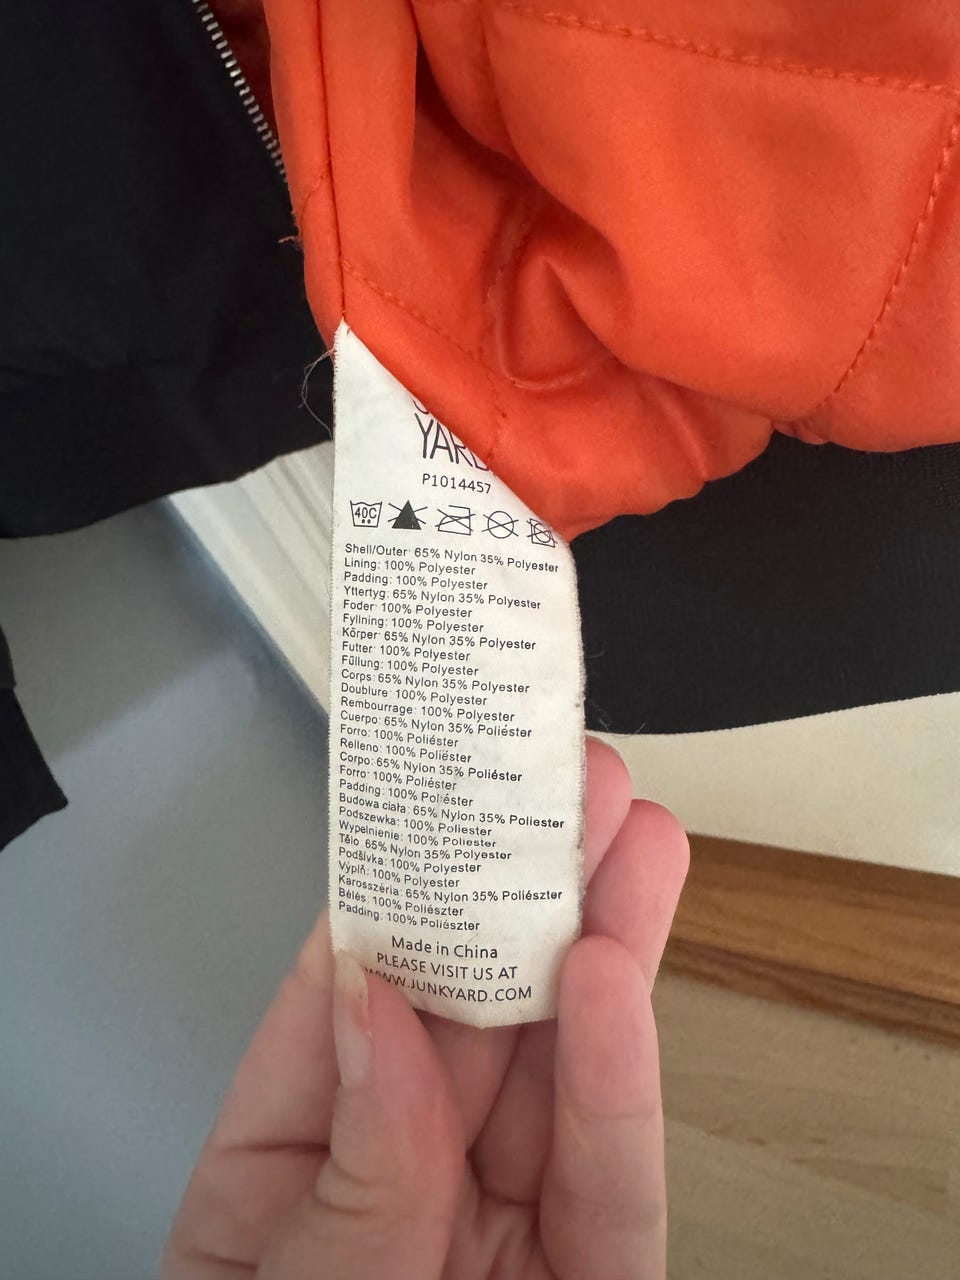 YARD
P1014457
40C
Shell/Outer: 65% Nylon 35% Polyester
Lining: 100% Polyester
Padding: 100% Polyester
Yttertyg: 65% Nylon 35% Polyester
Foder: 100% Polyester
Fyllning: 100% Polyester
Körper: 65% Nylon 35% Polyester
Futter: 100% Polyester
Füllung: 100% Polyester
Corps: 65% Nylon 35% Polyester
Doublure: 100% Polyester
Rembourrage: 100% Polyester
Cuerpo: 65% Nylon 35% Poliéster
Forro: 100% Poliéster
Relleno: 100% Poliéster
Corpo: 65% Nylon 35% Poliéster
Forro: 100% Poliéster
Padding: 100% Poliéster
Budowa ciała: 65% Nylon 35% Poliester
Podszewka: 100% Poliester
Wypełnienie: 100% Poliester
Tělo: 65% Nylon 35% Polyester
Podšívka: 100% Polyester
Výplň: 100% Polyester
Karosszéria: 65% Nylon 35% Poliészter
Bélés: 100% Poliészter
Padding: 100% Poliészter
Made in China
PLEASE VISIT US AT
WWW.JUNKYARD.COM